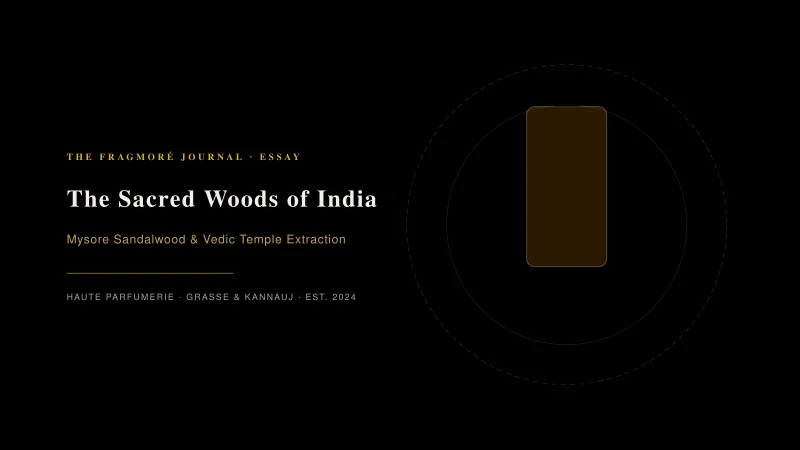 THE FRAGMORÉ JOURNAL · ESSAY
The Sacred Woods of India
Mysore Sandalwood & Vedic Temple Extraction
HAUTE PARFUMERIE · GRASSE & KANNAUJ · EST. 2024